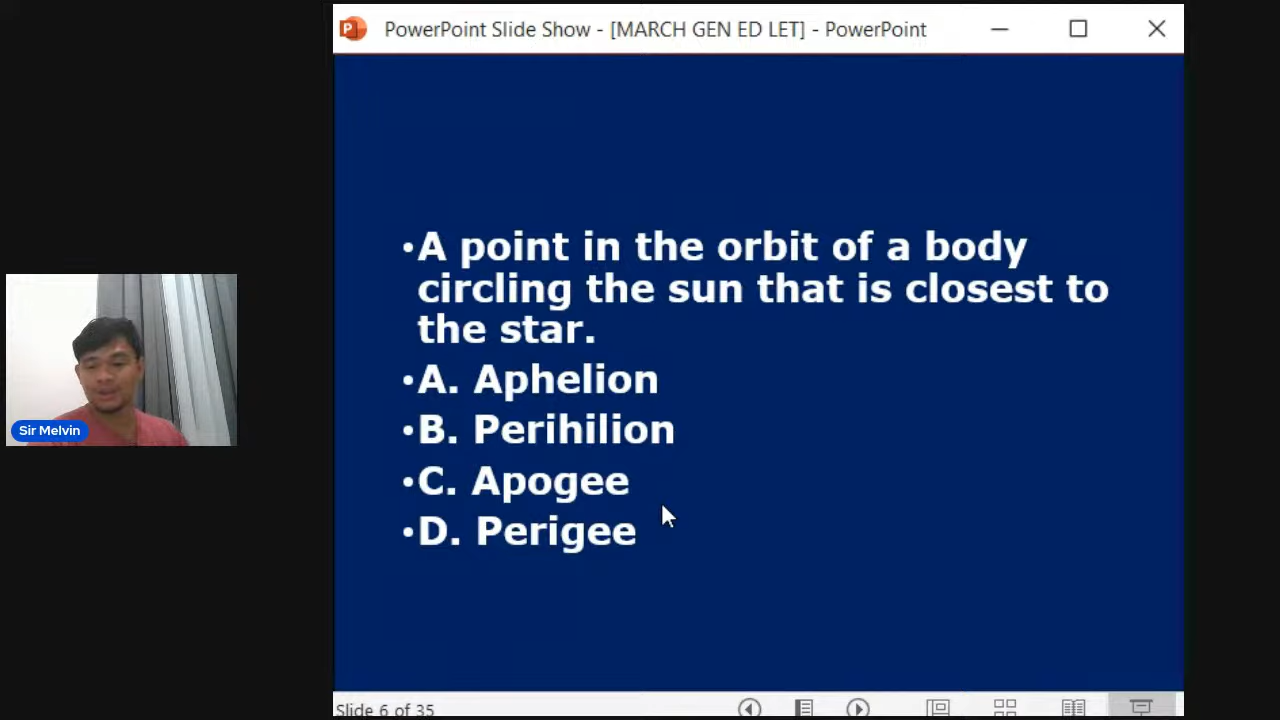 PowerPoint Slide Show - [MARCH GEN ED LET] - PowerPoint
•A point in the orbit of a body
circling the sun that is closest to
the star.
•A. Aphelion
•B. Perihilion
•C. Apogee
•D. Perigee
Sir Melvin
Slide 6 of 35